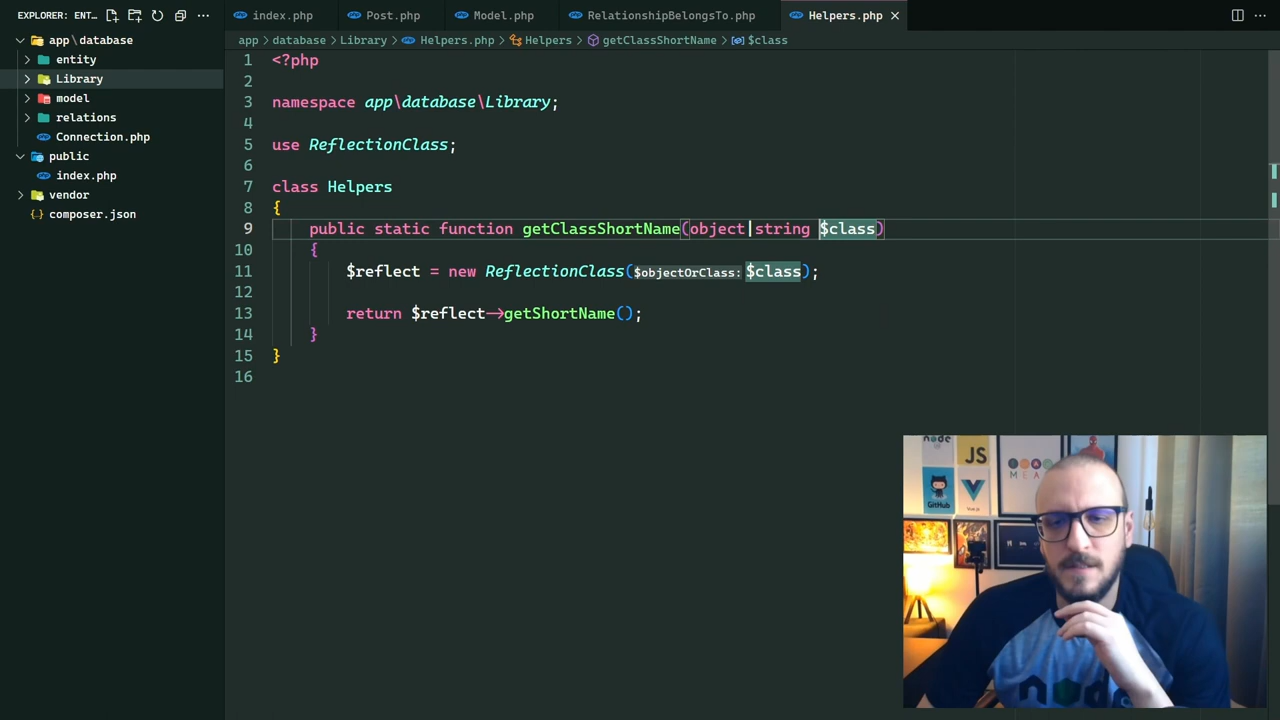 EXPLORER: ENT...
index.php
Post.php
Model.php
RelationshipBelongsTo.php
Helpers.php
app\database
app > database > Library > Helpers.php > Helpers > getClassShortName > $class
entity
Library
model
relations
Connection.php
public
index.php
vendor
composer.json
1 <?php
2
3 namespace app\database\Library;
4
5 use ReflectionClass;
6
7 class Helpers
8 {
9 public static function getClassShortName(object|string $class)
10 {
11 $reflect = new ReflectionClass($objectOrClass: $class);
12
13 return $reflect->getShortName();
14 }
15 }
16
node
JS
MEA
GitHub
Vue.js